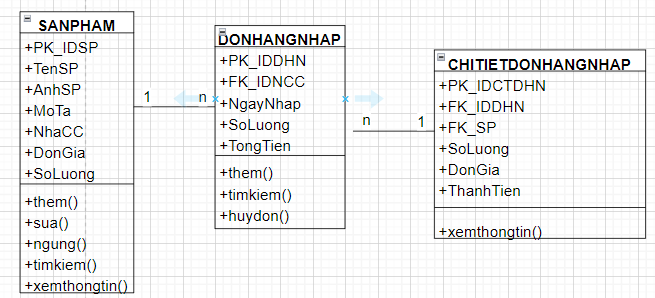 SANPHAM
+PK_IDSP
+TenSP
+AnhSP
+MoTa
+NhaCC
+DonGia
+SoLuong
+them()
+sua()
+ngung()
+timkiem()
+xemthongtin()
1
n
DONHANGNHAP
+PK_IDDHN
+FK_IDNCC
+NgayNhap
+SoLuong
+TongTien
+them()
+timkiem()
+huydon()
n
1
CHITIETDONHANGNHAP
+PK_IDCTDHN
+FK_IDDHN
+FK_SP
+SoLuong
+DonGia
+ThanhTien
+xemthongtin()